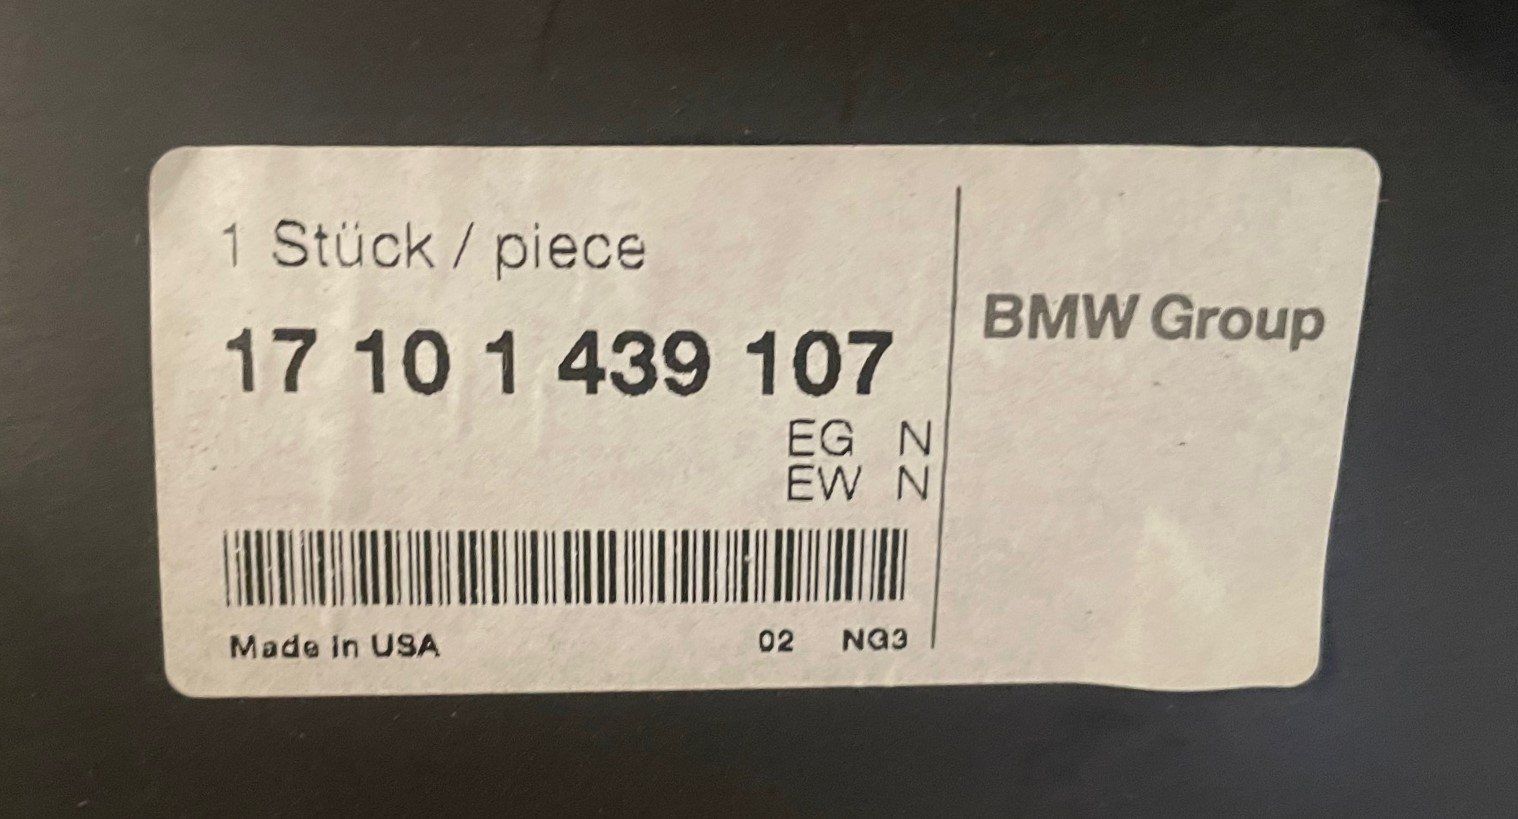 1 Stück / piece
17 10 1 439 107
EG N
EW N
Made in USA
02 NG3
BMW Group